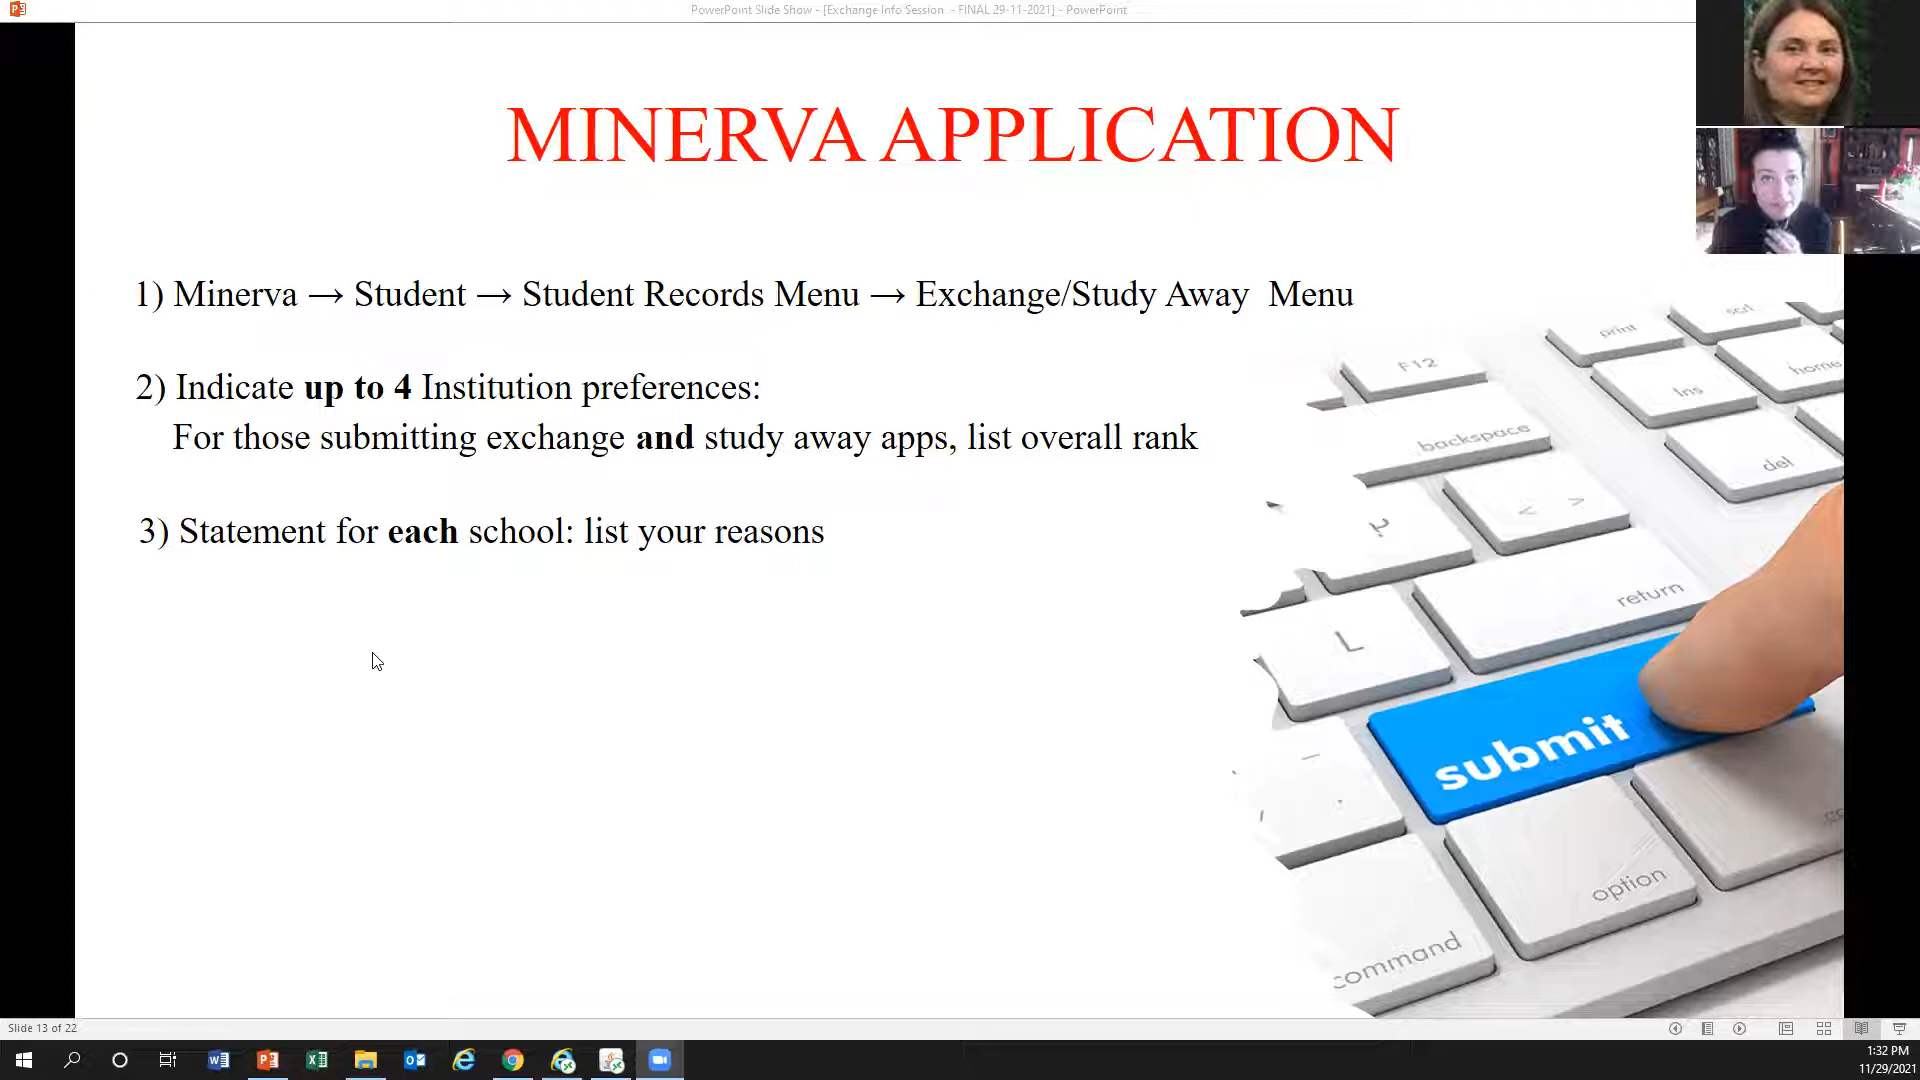 PowerPoint Slide Show - [Exchange Info Session - FINAL 29-11-2021] - PowerPoint
MINERVA APPLICATION
1) Minerva → Student → Student Records Menu → Exchange/Study Away Menu
2) Indicate up to 4 Institution preferences:
For those submitting exchange and study away apps, list overall rank
3) Statement for each school: list your reasons
print
scrl
F12
Ins
home
backspace
del
return
L
submit
option
command
Slide 13 of 22
1:32 PM
11/29/2021